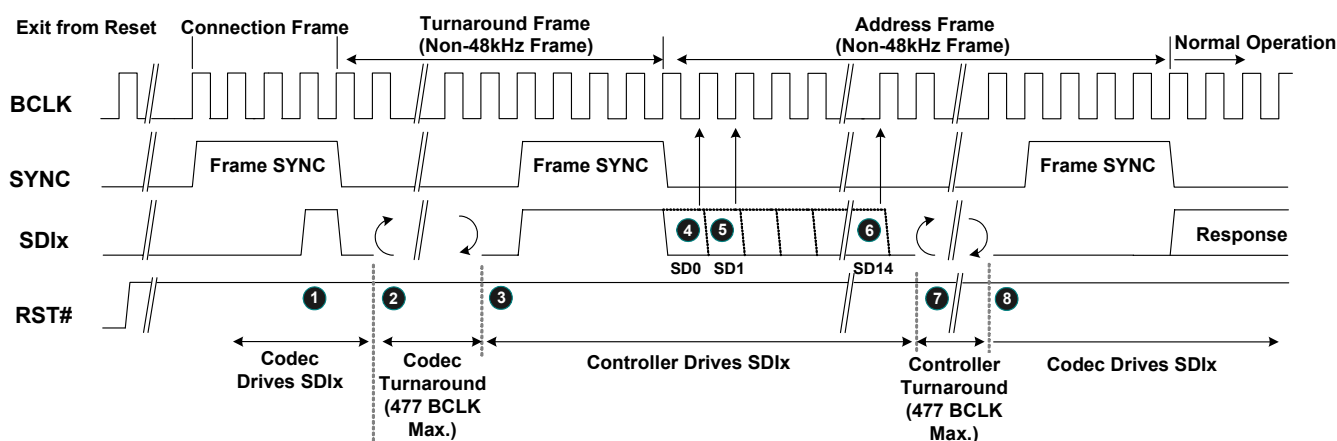 Exit from Reset
Connection Frame
Turnaround Frame
(Non-48kHz Frame)
Address Frame
(Non-48kHz Frame)
Normal Operation
BCLK
SYNC
Frame SYNC
Frame SYNC
Frame SYNC
SDIx
4
5
6
Response
SD0
SD1
SD14
RST#
1
2
3
7
8
Codec
Drives SDIx
Codec
Turnaround
(477 BCLK
Max.)
Controller Drives SDIx
Controller
Turnaround
(477 BCLK
Max.)
Codec Drives SDIx